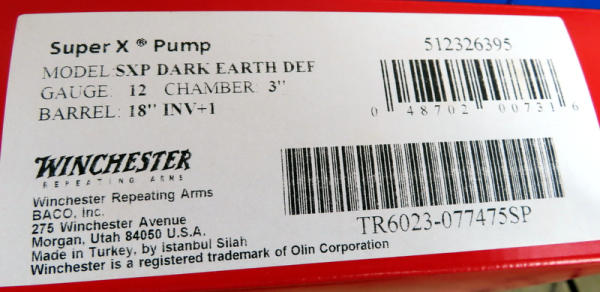 Super X ® Pump
512326395
MODEL: SXP DARK EARTH DEF
GAUGE: 12 CHAMBER: 3"
BARREL: 18" INV+1
0 48702 00731 6
WINCHESTER
REPEATING ARMS
Winchester Repeating Arms
BACO, Inc.
275 Winchester Avenue
Morgan, Utah 84050 U.S.A.
Made in Turkey, by istanbul Silah
Winchester is a registered trademark of Olin Corporation
TR6023-077475SP